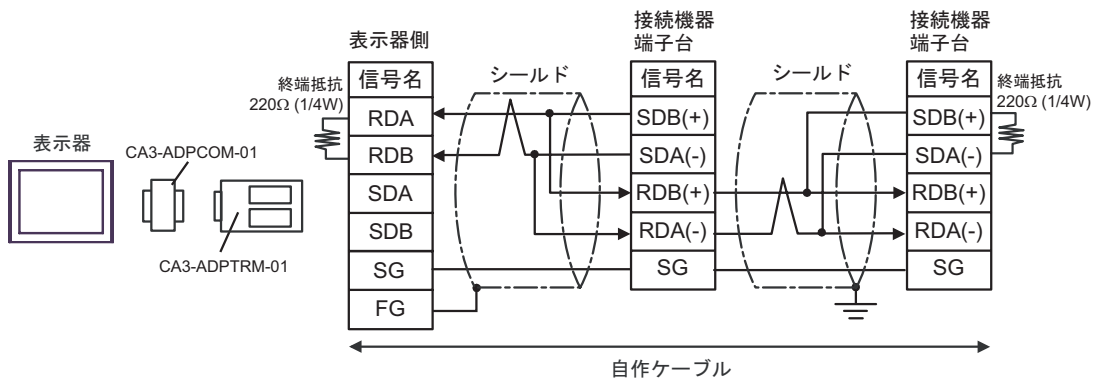 表示器
CA3-ADPCOM-01
CA3-ADPTRM-01
終端抵抗
220Ω (1/4W)
表示器側
信号名
RDA
RDB
SDA
SDB
SG
FG
シールド
接続機器
端子台
信号名
SDB(+)
SDA(-)
RDB(+)
RDA(-)
SG
シールド
接続機器
端子台
信号名
SDB(+)
SDA(-)
RDB(+)
RDA(-)
SG
終端抵抗
220Ω (1/4W)
自作ケーブル